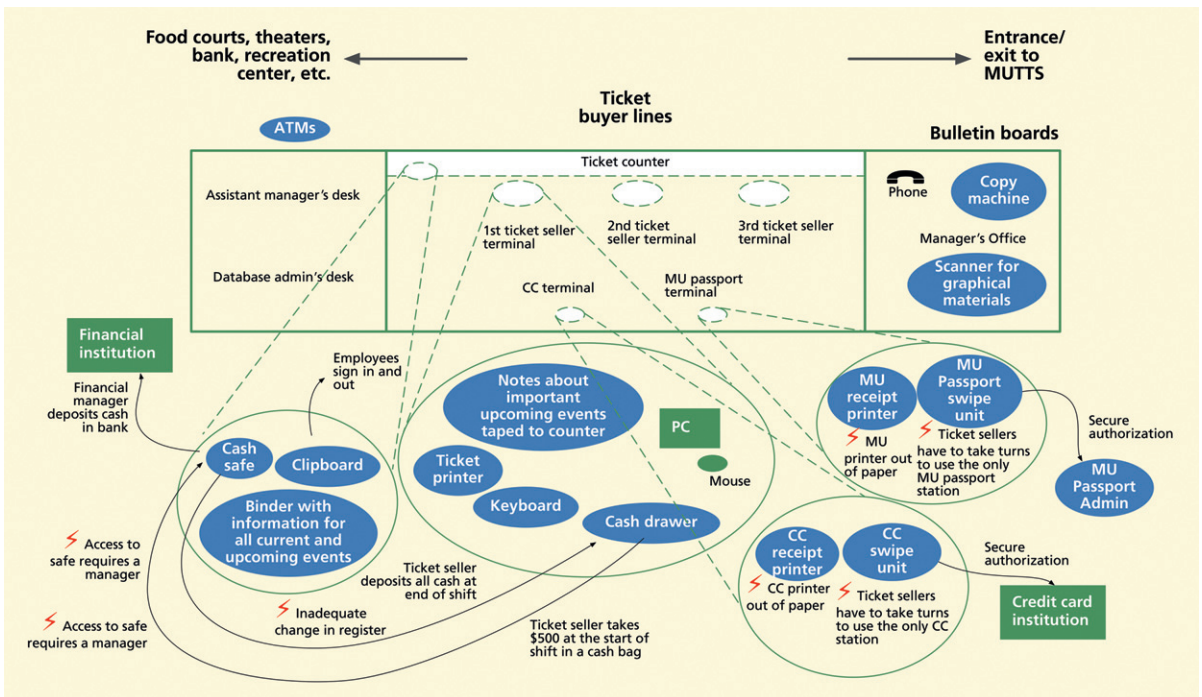 Food courts, theaters,
bank, recreation
center, etc.
Entrance/
exit to
MUTTS
Ticket
buyer lines
ATMs
Bulletin boards
Ticket counter
Assistant manager's desk
Database admin's desk
1st ticket seller
terminal
2nd ticket
seller terminal
3rd ticket seller
terminal
CC terminal
MU passport
terminal
Phone
Copy
machine
Manager's Office
Scanner for
graphical
materials
Financial
institution
Financial
manager
deposits cash
in bank
Employees
sign in and
out
Cash
safe
Clipboard
Binder with
information for
all current and
upcoming events
Access to
safe requires a
manager
Access to safe
requires a manager
Inadequate
change in register
Notes about
important
upcoming events
taped to counter
PC
Mouse
Ticket
printer
Keyboard
Cash drawer
Ticket seller
deposits all cash at
end of shift
Ticket seller takes
$500 at the start of
shift in a cash bag
MU
receipt
printer
MU
Passport
swipe
unit
MU
printer out
of paper
Ticket sellers
have to take turns
to use the only
MU passport
station
Secure
authorization
MU
Passport
Admin
CC
receipt
printer
CC
swipe
unit
CC printer
out of paper
Ticket sellers
have to take turns
to use the only CC
station
Secure
authorization
Credit card
institution